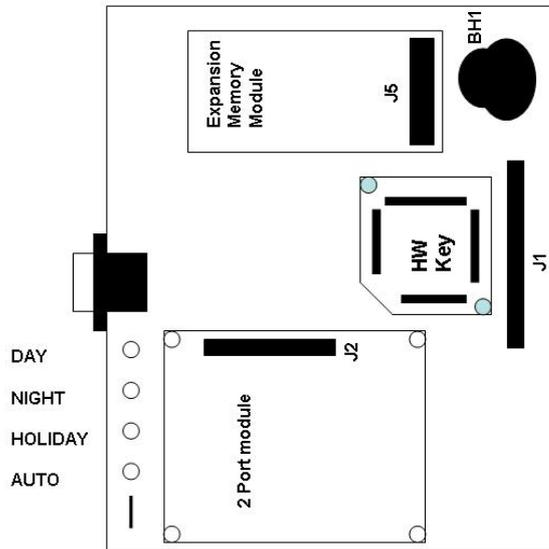 BH1
Expansion
Memory
Module
J5
HW
Key
J1
DAY
NIGHT
HOLIDAY
AUTO
J2
2 Port module